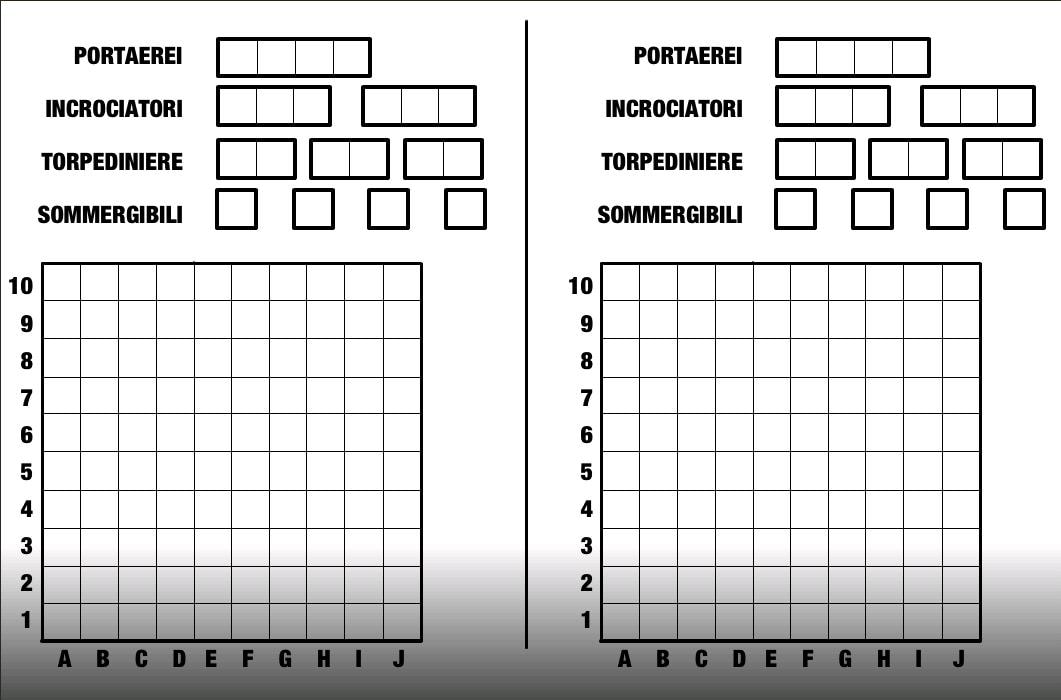 PORTAEREI
INCROCIATORI
TORPEDINIERE
SOMMERGIBILI
10
9
8
7
6
5
4
3
2
1
A B C D E F G H I J
PORTAEREI
INCROCIATORI
TORPEDINIERE
SOMMERGIBILI
10
9
8
7
6
5
4
3
2
1
A B C D E F G H I J